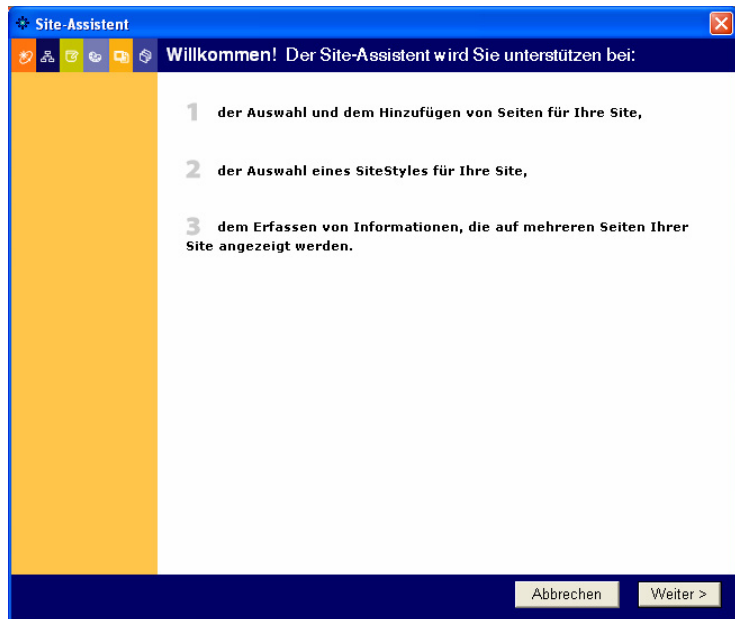 Site-Assistent
Willkommen! Der Site-Assistent wird Sie unterstützen bei:
1 der Auswahl und dem Hinzufügen von Seiten für Ihre Site,
2 der Auswahl eines SiteStyles für Ihre Site,
3 dem Erfassen von Informationen, die auf mehreren Seiten Ihrer
Site angezeigt werden.
Abbrechen Weiter >